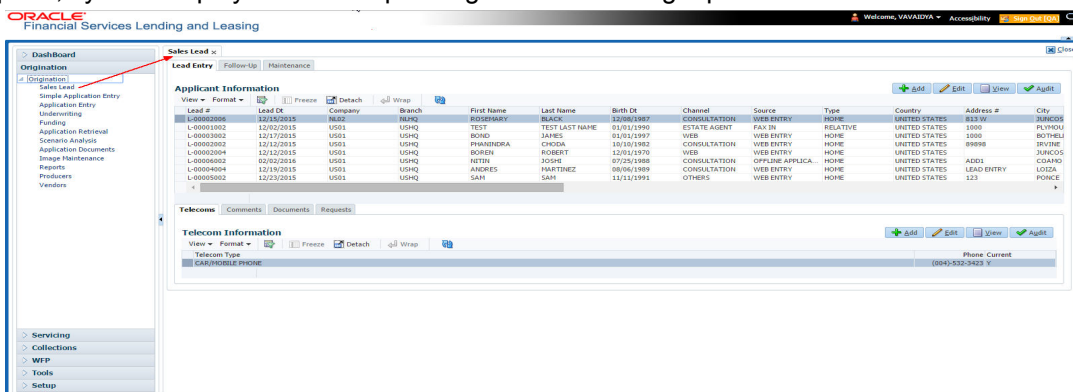 ORACLE
Financial Services Lending and Leasing
Welcome, VAVAIDYA Accessibility Sign Out [QA]
DashBoard
Origination
Origination
Sales Lead
Simple Application Entry
Application Entry
Underwriting
Funding
Application Retrieval
Scenario Analysis
Application Documents
Image Maintenance
Reports
Producers
Vendors
Servicing
Collections
WFP
Tools
Setup
Sales Lead x Close
Lead Entry Follow-Up Maintenance
Applicant Information Add Edit View Audit
View Format Freeze Detach Wrap
Lead # Lead Dt Company Branch First Name Last Name Birth Dt Channel Source Type Country Address # City
L-00002006 12/15/2015 NL02 NLHQ ROSEMARY BLACK 12/08/1987 CONSULTATION WEB ENTRY HOME UNITED STATES 813 W JUNCOS
L-00001002 12/02/2015 US01 USHQ TEST TEST LAST NAME 01/01/1990 ESTATE AGENT FAX IN RELATIVE UNITED STATES 1000 PLYMOU
L-00003002 12/17/2015 US01 USHQ BOND JAMES 01/01/1997 WEB WEB ENTRY HOME UNITED STATES 1000 BOTHELI
L-00002002 12/12/2015 US01 USHQ PHANINDRA CHODA 10/10/1982 CONSULTATION WEB ENTRY HOME UNITED STATES 89898 IRVINE
L-00002004 12/12/2015 US01 USHQ BOREN ROBERT 12/01/1970 WEB WEB ENTRY HOME UNITED STATES JUNCOS
L-00006002 02/02/2016 US01 USHQ NITIN JOSHI 07/25/1988 CONSULTATION OFFLINE APPLICA... HOME UNITED STATES ADD1 COAMO
L-00004004 12/19/2015 US01 USHQ ANDRES MARTINEZ 08/06/1989 CONSULTATION WEB ENTRY HOME UNITED STATES LEAD ENTRY LOIZA
L-00005002 12/23/2015 US01 USHQ SAM SAM 11/11/1991 OTHERS WEB ENTRY HOME UNITED STATES 123 PONCE
Telecoms Comments Documents Requests
Telecom Information Add Edit View Audit
View Format Freeze Detach Wrap
Telecom Type Phone Current
CAR/MOBILE PHONE (004)-532-3423 Y